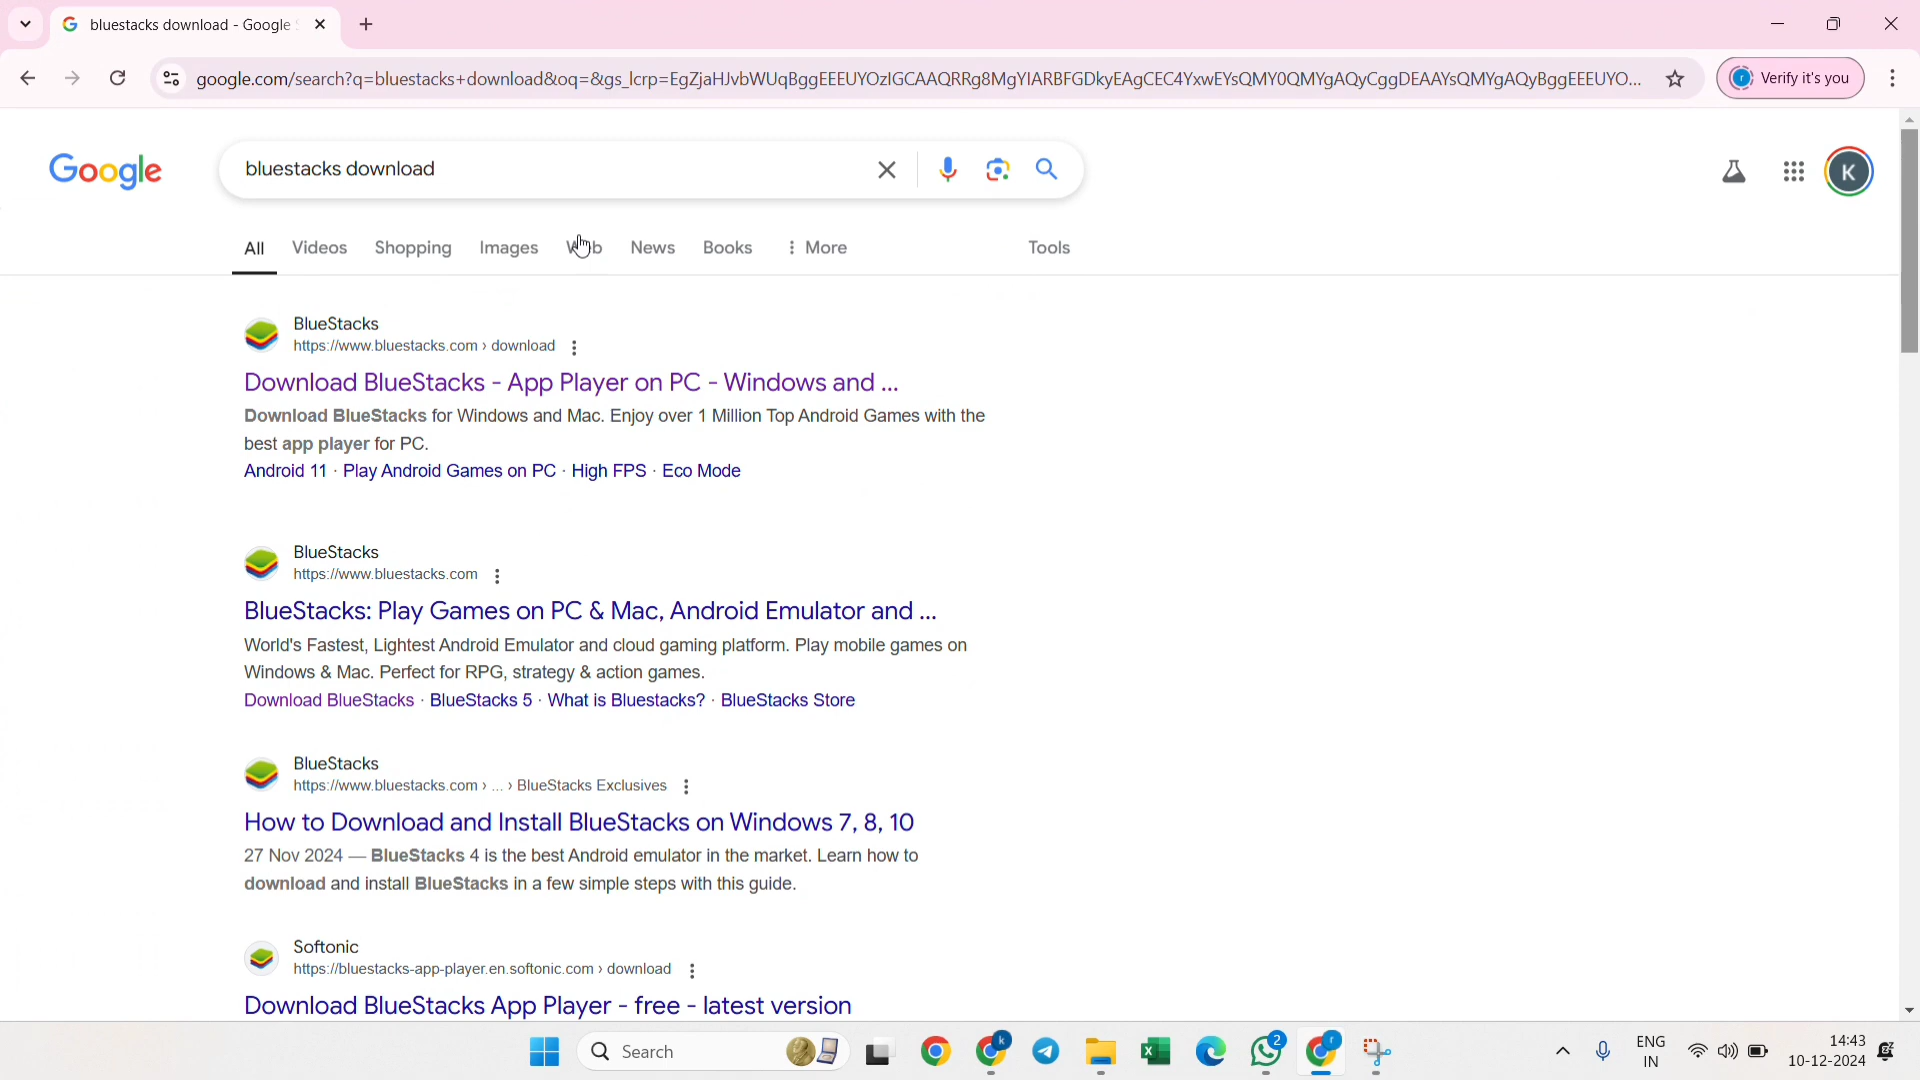 bluestacks download - Google
google.com/search?q=bluestacks+download&oq=&gs_lcrp=EgZjaHJvbWUqBggEEEUYOzIGCAAQRRg8MgYIARBFGDkyEAgCEC4YxwEYsQMY0QMYgAQyCggDEAAYsQMYgAQyBggEEEUYO...
Verify it's you
Google
bluestacks download
K
All Videos Shopping Images News Books More Tools
BlueStacks
https://www.bluestacks.com › download
Download BlueStacks - App Player on PC - Windows and ...
Download BlueStacks for Windows and Mac. Enjoy over 1 Million Top Android Games with the
best app player for PC.
Android 11 · Play Android Games on PC · High FPS · Eco Mode
BlueStacks
https://www.bluestacks.com
BlueStacks: Play Games on PC & Mac, Android Emulator and ...
World's Fastest, Lightest Android Emulator and cloud gaming platform. Play mobile games on
Windows & Mac. Perfect for RPG, strategy & action games.
Download BlueStacks · BlueStacks 5 · What is Bluestacks? · BlueStacks Store
BlueStacks
https://www.bluestacks.com › ... › BlueStacks Exclusives
How to Download and Install BlueStacks on Windows 7, 8, 10
27 Nov 2024 — BlueStacks 4 is the best Android emulator in the market. Learn how to
download and install BlueStacks in a few simple steps with this guide.
Softonic
https://bluestacks-app-player.en.softonic.com › download
Download BlueStacks App Player - free - latest version
Search
k
2
r
ENG
IN
14:43
10-12-2024